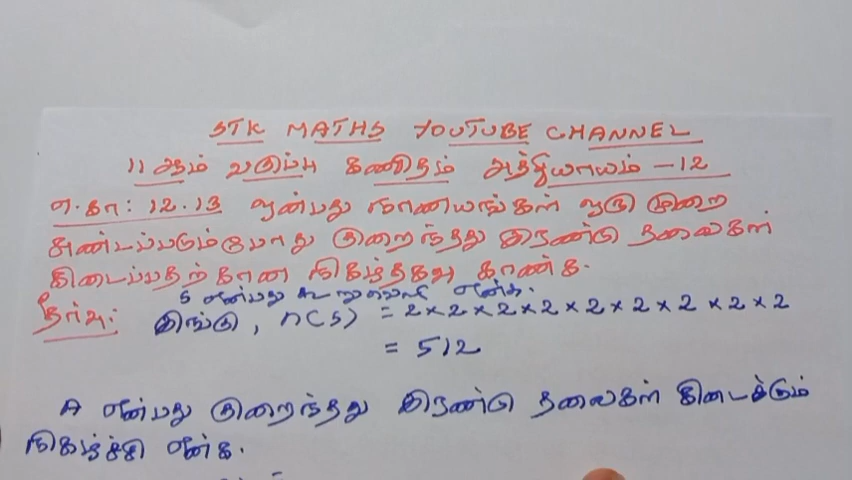 STK MATHS YOUTUBE CHANNEL
11 ஆம் வகுப்பு கணிதம் அத்தியாயம் - 12
எ.கா: 12.13 ஒன்பது நாணயங்கள் ஒரு முறை
சுண்டப்படும்போது குறைந்தது இரண்டு தலைகள்
கிடைப்பதற்கான நிகழ்தகவு காண்க.
S என்பது கூறுவெளி என்க.
தீர்வு: இங்கு, n(S) = 2 × 2 × 2 × 2 × 2 × 2 × 2 × 2 × 2
= 512
A என்பது குறைந்தது இரண்டு தலைகள் கிடைக்கும்
நிகழ்ச்சி என்க.